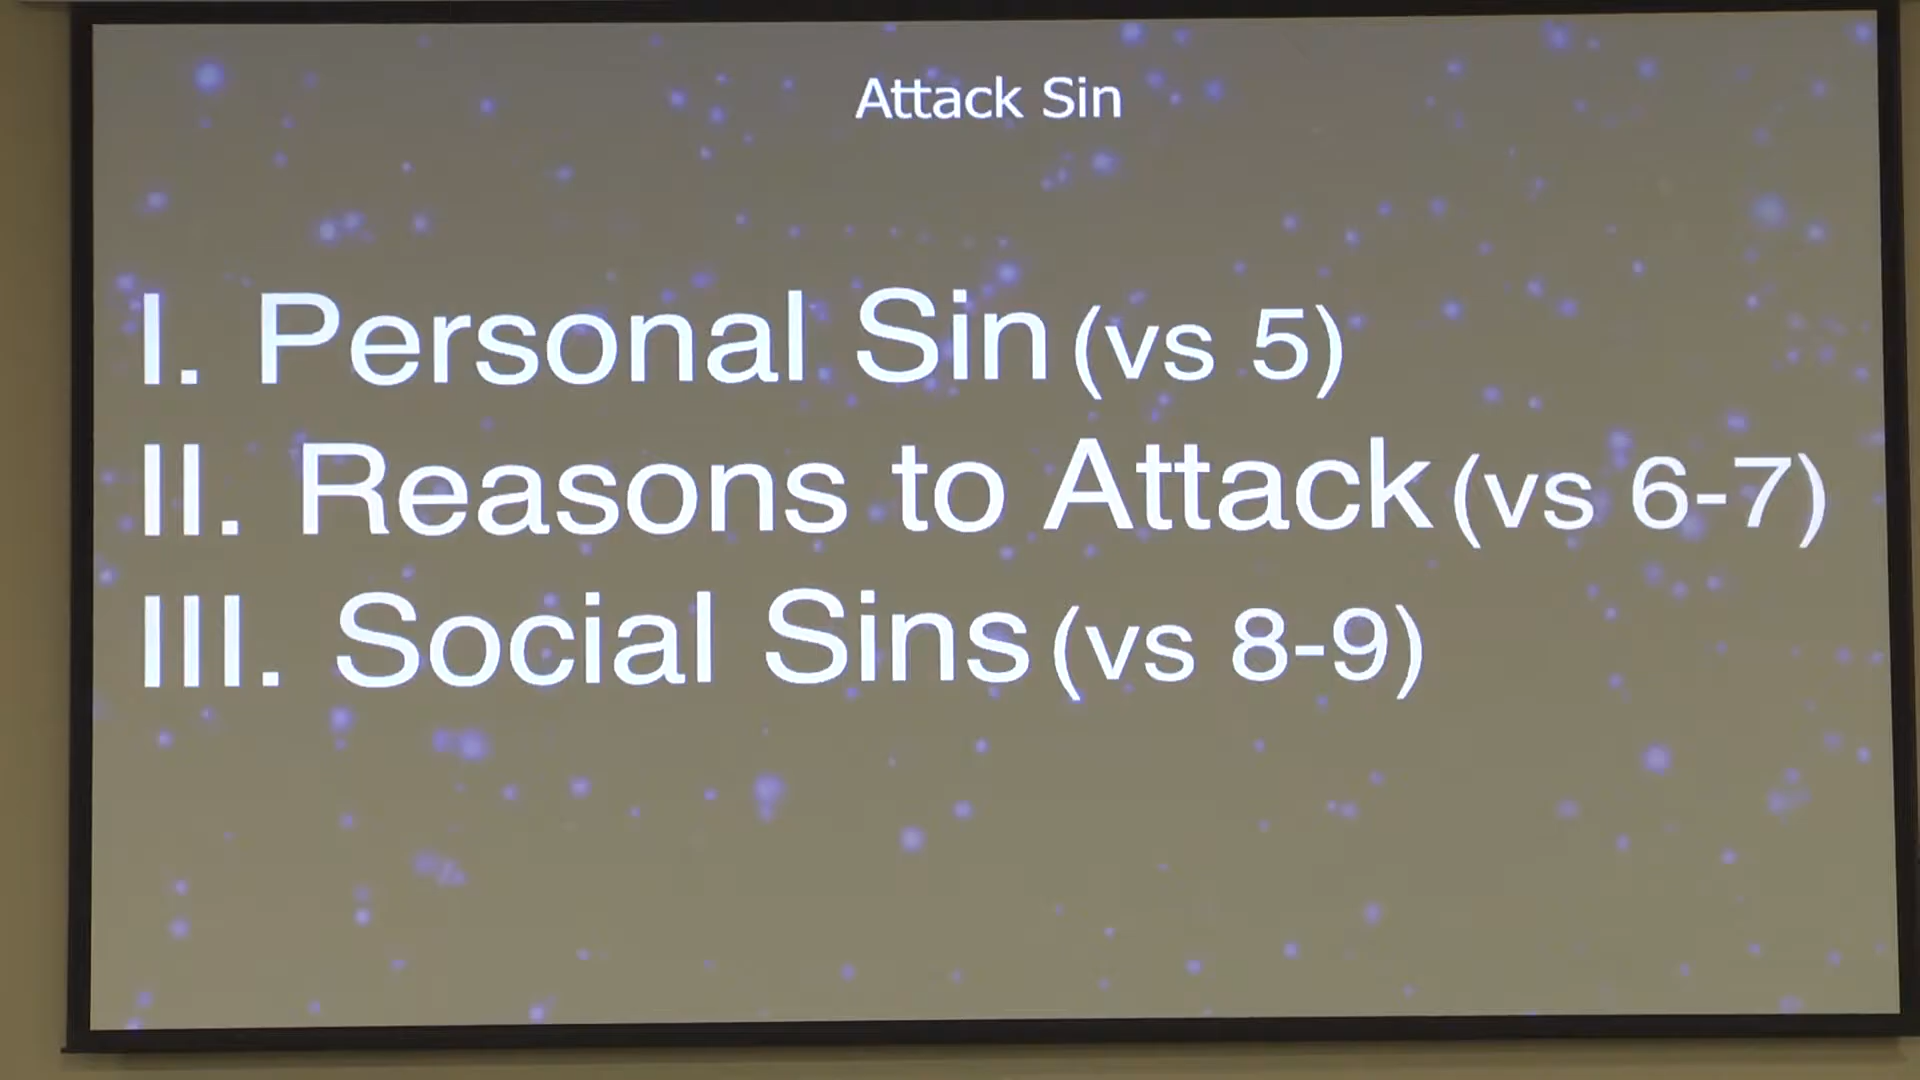 Attack Sin
I. Personal Sin (vs 5)
II. Reasons to Attack (vs 6-7)
III. Social Sins (vs 8-9)